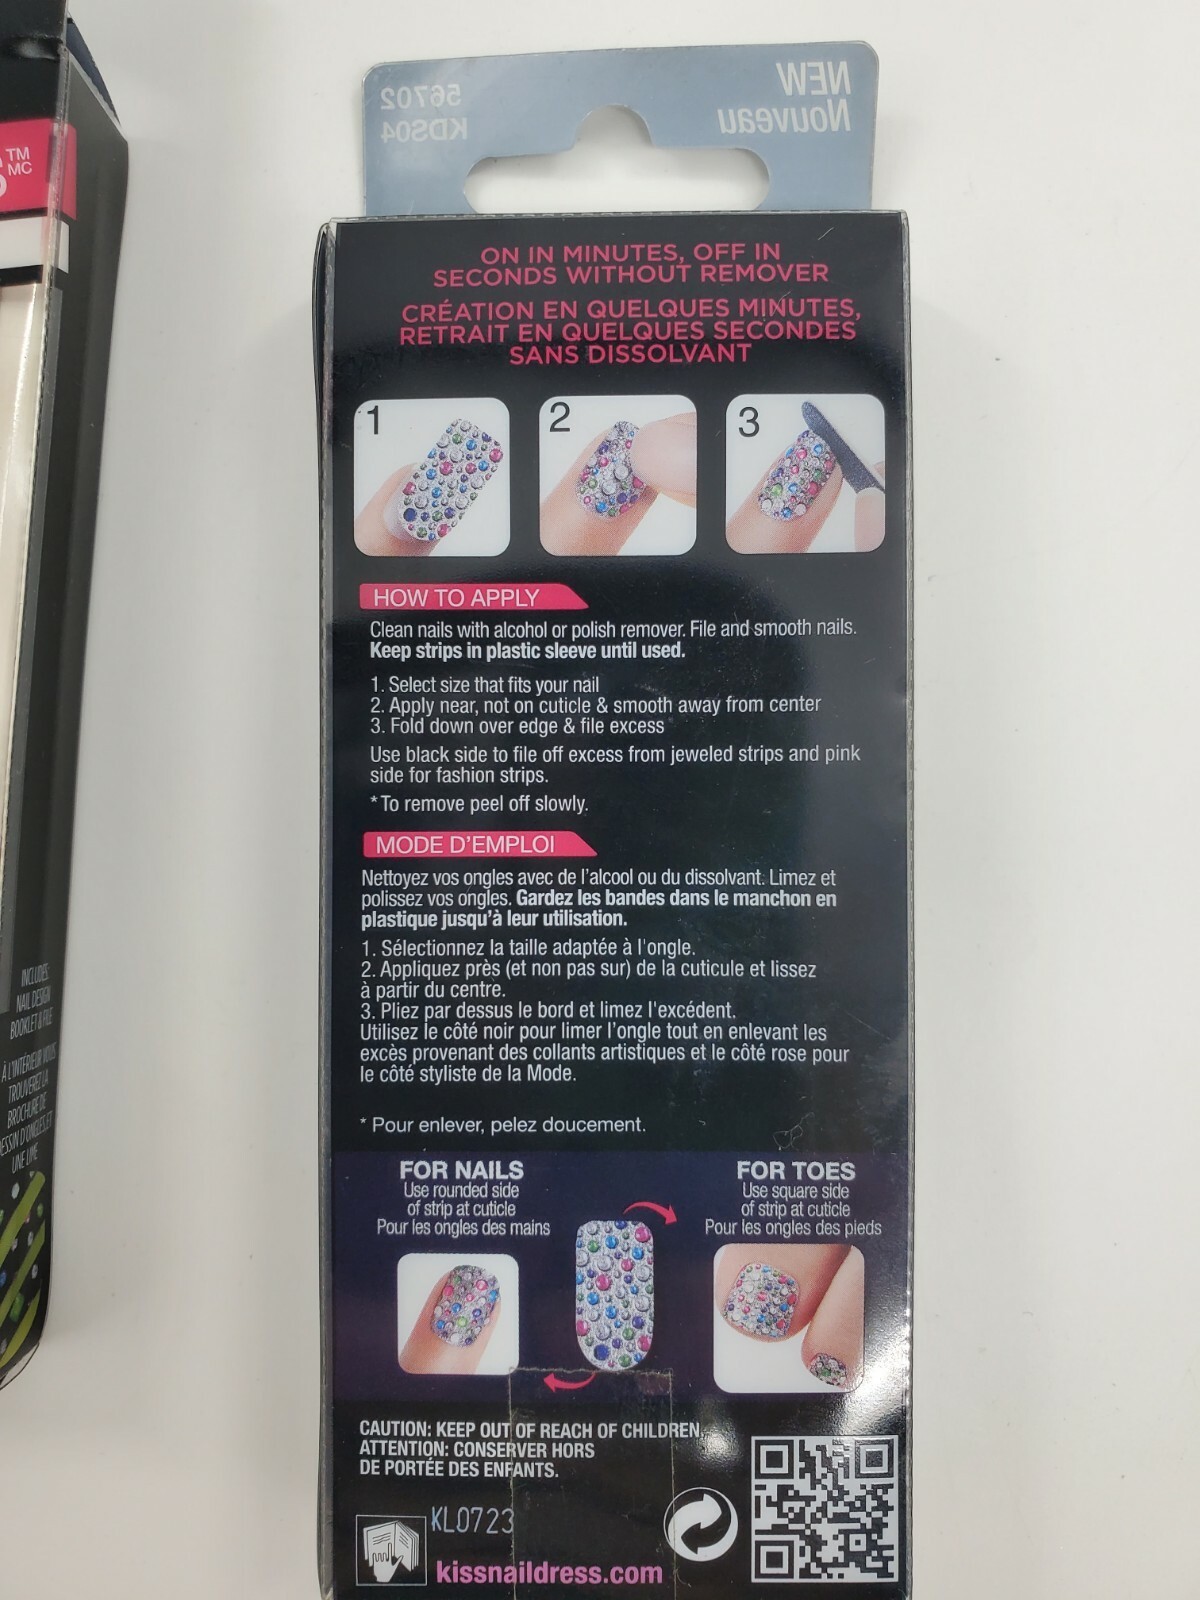 NEW
Nouveau
56702
KDS04
ON IN MINUTES, OFF IN
SECONDS WITHOUT REMOVER
CRÉATION EN QUELQUES MINUTES,
RETRAIT EN QUELQUES SECONDES
SANS DISSOLVANT
1
2
3
HOW TO APPLY
Clean nails with alcohol or polish remover. File and smooth nails.
Keep strips in plastic sleeve until used.
1. Select size that fits your nail
2. Apply near, not on cuticle & smooth away from center
3. Fold down over edge & file excess
Use black side to file off excess from jeweled strips and pink
side for fashion strips.
* To remove peel off slowly.
MODE D'EMPLOI
Nettoyez vos ongles avec de l'alcool ou du dissolvant. Limez et
polissez vos ongles. Gardez les bandes dans le manchon en
plastique jusqu'à leur utilisation.
1. Sélectionnez la taille adaptée à l'ongle.
2. Appliquez près (et non pas sur) de la cuticule et lissez
à partir du centre.
3. Pliez par dessus le bord et limez l'excédent.
Utilisez le côté noir pour limer l'ongle tout en enlevant les
excès provenant des collants artistiques et le côté rose pour
le côté styliste de la Mode.
* Pour enlever, pelez doucement.
FOR NAILS
Use rounded side
of strip at cuticle
Pour les ongles des mains
FOR TOES
Use square side
of strip at cuticle
Pour les ongles des pieds
CAUTION: KEEP OUT OF REACH OF CHILDREN.
ATTENTION: CONSERVER HORS
DE PORTÉE DES ENFANTS.
KL0723
kissnaildress.com
TM
MC
INCLUDES:
NAIL DESIGN
BOOKLET & FILE
À L'INTÉRIEUR VOUS
TROUVEREZ LA
BROCHURE DE
DESSIN D'ONGLES ET
UNE LIME